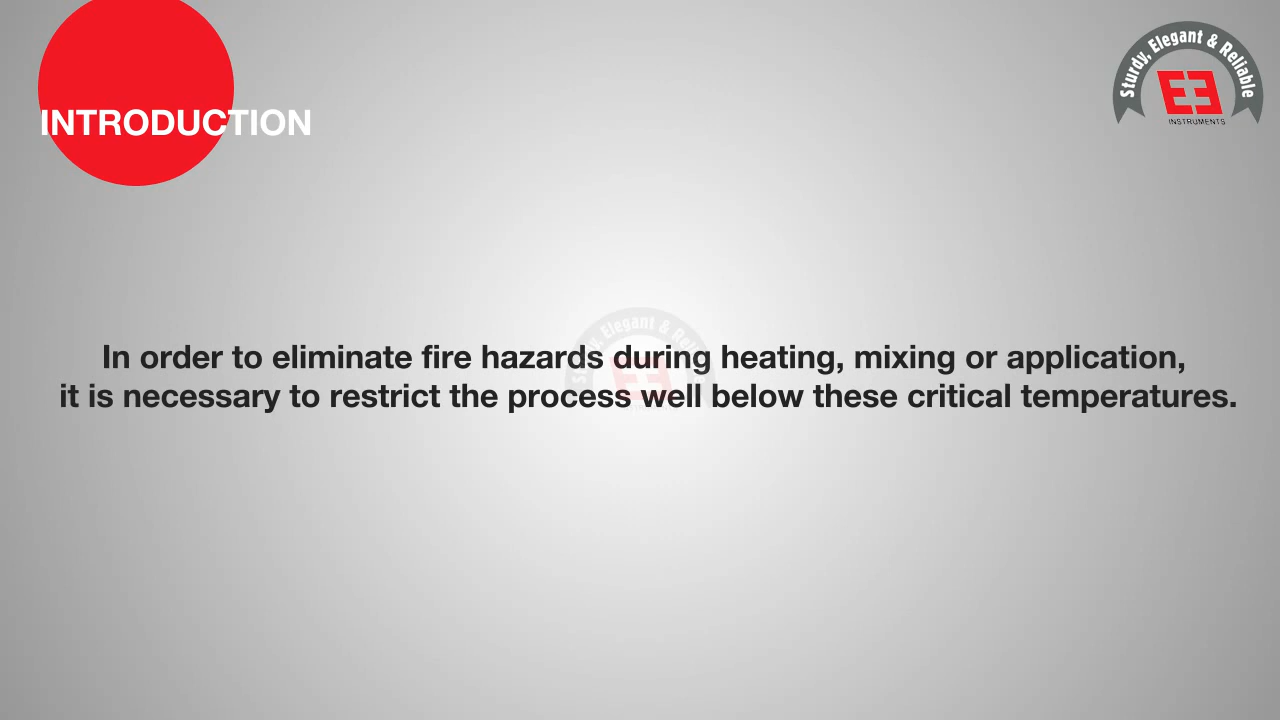 INTRODUCTION
Sturdy, Elegant & Reliable
EE
INSTRUMENTS
In order to eliminate fire hazards during heating, mixing or application,
it is necessary to restrict the process well below these critical temperatures.